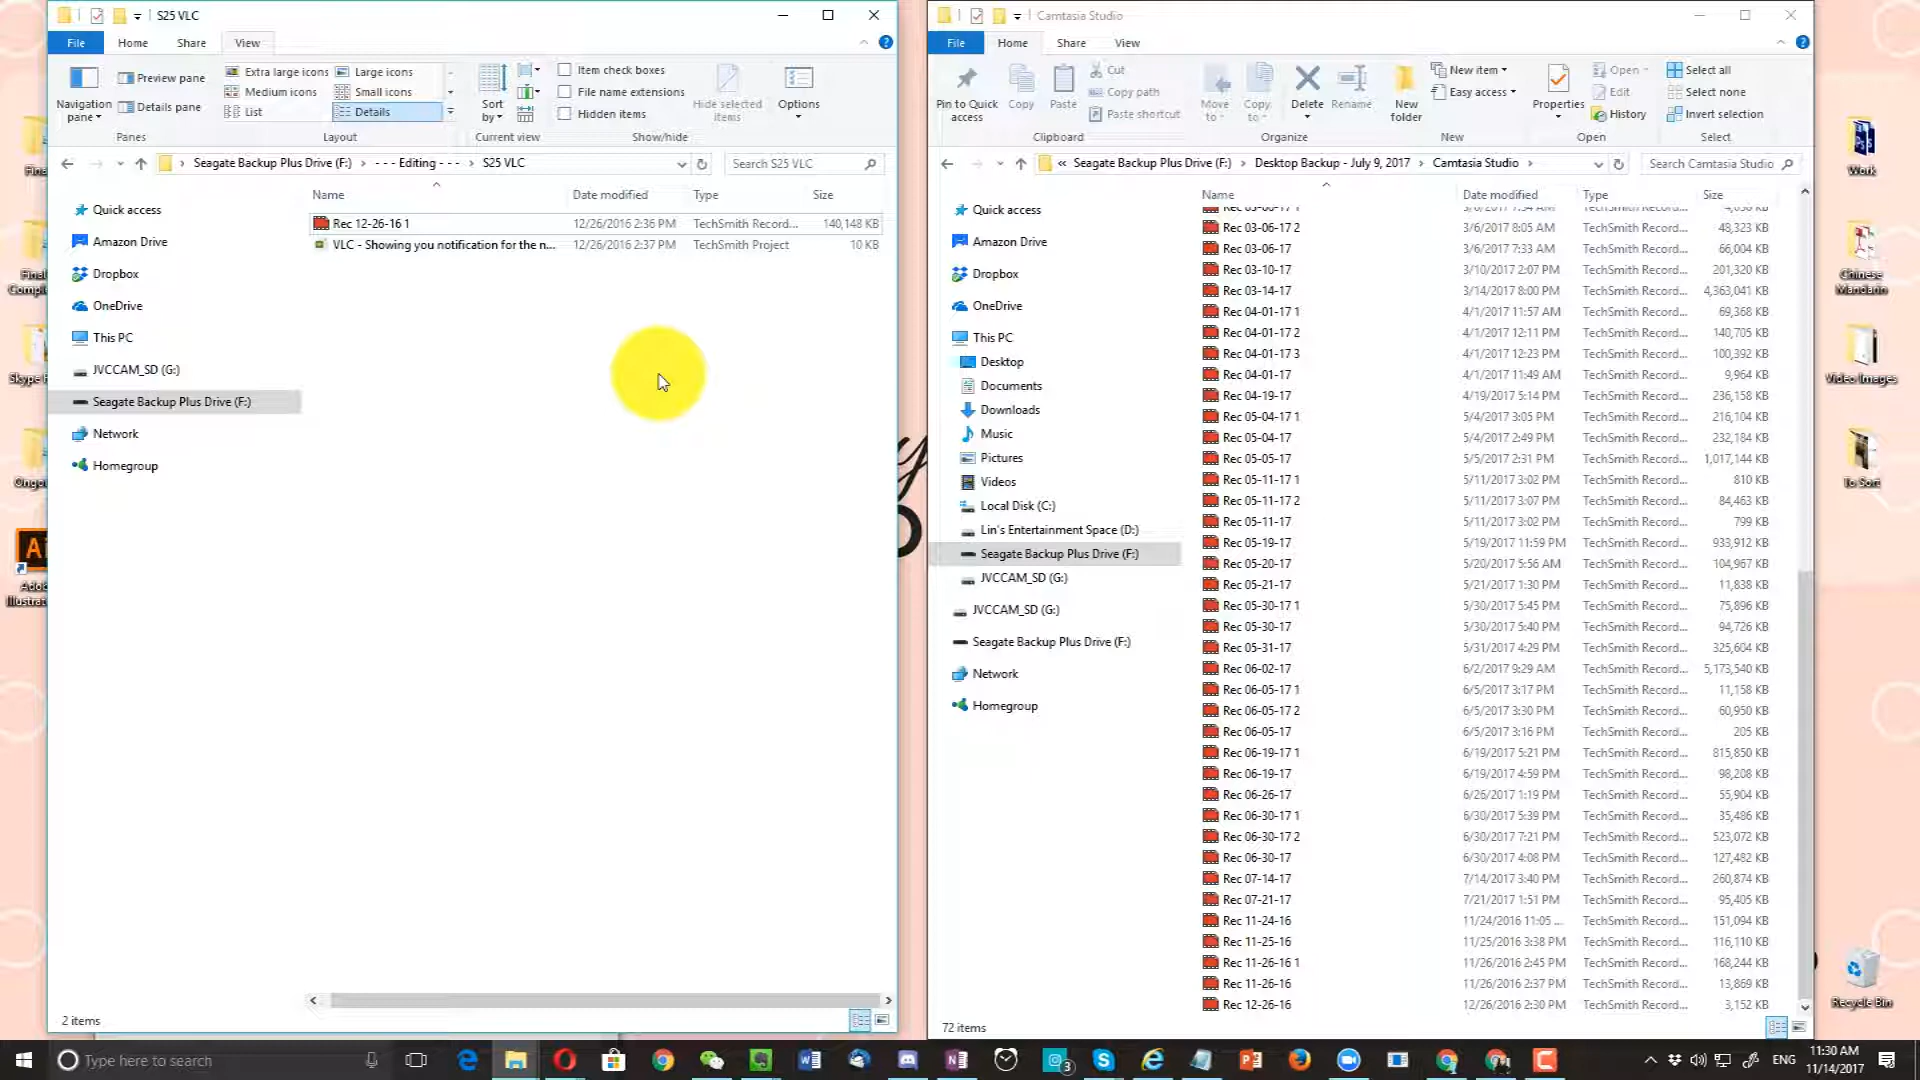 S25 VLC
File Home Share View
Navigation pane
Preview pane
Details pane
Panes
Extra large icons Large icons
Medium icons Small icons
List Details
Layout
Sort by
Current view
Item check boxes
File name extensions
Hidden items
Hide selected items
Show/hide
Options
Seagate Backup Plus Drive (F:) - - - Editing - - - S25 VLC
Search S25 VLC
Name Date modified Type Size
Rec 12-26-16 1 12/26/2016 2:36 PM TechSmith Record... 140,148 KB
VLC - Showing you notification for the n... 12/26/2016 2:37 PM TechSmith Project 10 KB
Quick access
Amazon Drive
Dropbox
OneDrive
This PC
JVCCAM_SD (G:)
Seagate Backup Plus Drive (F:)
Network
Homegroup
2 items
Camtasia Studio
File Home Share View
Pin to Quick access
Copy
Paste
Cut
Copy path
Paste shortcut
Clipboard
Move to
Copy to
Delete
Rename
Organize
New folder
New item
Easy access
New
Properties
Open
Edit
History
Open
Select all
Select none
Invert selection
Select
« Seagate Backup Plus Drive (F:) Desktop Backup - July 9, 2017 Camtasia Studio
Search Camtasia Studio
Name Date modified Type Size
Rec 03-06-17 2 3/6/2017 8:05 AM TechSmith Record... 48,323 KB
Rec 03-06-17 3/6/2017 7:33 AM TechSmith Record... 66,004 KB
Rec 03-10-17 3/10/2017 2:07 PM TechSmith Record... 201,320 KB
Rec 03-14-17 3/14/2017 8:00 PM TechSmith Record... 4,363,041 KB
Rec 04-01-17 1 4/1/2017 11:57 AM TechSmith Record... 69,368 KB
Rec 04-01-17 2 4/1/2017 12:11 PM TechSmith Record... 140,705 KB
Rec 04-01-17 3 4/1/2017 12:23 PM TechSmith Record... 100,392 KB
Rec 04-01-17 4/1/2017 11:49 AM TechSmith Record... 9,964 KB
Rec 04-19-17 4/19/2017 5:14 PM TechSmith Record... 236,158 KB
Rec 05-04-17 1 5/4/2017 3:05 PM TechSmith Record... 216,104 KB
Rec 05-04-17 5/4/2017 2:49 PM TechSmith Record... 232,184 KB
Rec 05-05-17 5/5/2017 2:31 PM TechSmith Record... 1,017,144 KB
Rec 05-11-17 1 5/11/2017 3:02 PM TechSmith Record... 810 KB
Rec 05-11-17 2 5/11/2017 3:07 PM TechSmith Record... 84,463 KB
Rec 05-11-17 5/11/2017 3:02 PM TechSmith Record... 799 KB
Rec 05-19-17 5/19/2017 11:59 PM TechSmith Record... 933,912 KB
Rec 05-20-17 5/20/2017 5:56 AM TechSmith Record... 104,967 KB
Rec 05-21-17 5/21/2017 1:30 PM TechSmith Record... 11,838 KB
Rec 05-30-17 1 5/30/2017 5:45 PM TechSmith Record... 75,896 KB
Rec 05-30-17 5/30/2017 5:40 PM TechSmith Record... 94,726 KB
Rec 05-31-17 5/31/2017 4:29 PM TechSmith Record... 325,604 KB
Rec 06-02-17 6/2/2017 9:29 AM TechSmith Record... 5,173,540 KB
Rec 06-05-17 1 6/5/2017 3:17 PM TechSmith Record... 11,158 KB
Rec 06-05-17 2 6/5/2017 3:30 PM TechSmith Record... 60,950 KB
Rec 06-05-17 6/5/2017 3:16 PM TechSmith Record... 205 KB
Rec 06-19-17 1 6/19/2017 5:21 PM TechSmith Record... 815,850 KB
Rec 06-19-17 6/19/2017 4:59 PM TechSmith Record... 98,208 KB
Rec 06-26-17 6/26/2017 1:19 PM TechSmith Record... 55,904 KB
Rec 06-30-17 1 6/30/2017 5:39 PM TechSmith Record... 35,486 KB
Rec 06-30-17 2 6/30/2017 7:21 PM TechSmith Record... 523,072 KB
Rec 06-30-17 6/30/2017 4:08 PM TechSmith Record... 127,482 KB
Rec 07-14-17 7/14/2017 3:40 PM TechSmith Record... 260,874 KB
Rec 07-21-17 7/21/2017 1:51 PM TechSmith Record... 95,405 KB
Rec 11-24-16 11/24/2016 11:05 ... TechSmith Record... 151,094 KB
Rec 11-25-16 11/25/2016 3:38 PM TechSmith Record... 116,110 KB
Rec 11-26-16 1 11/26/2016 2:45 PM TechSmith Record... 168,244 KB
Rec 11-26-16 11/26/2016 2:37 PM TechSmith Record... 13,869 KB
Rec 12-26-16 12/26/2016 2:30 PM TechSmith Record... 3,152 KB
Quick access
Amazon Drive
Dropbox
OneDrive
This PC
Desktop
Documents
Downloads
Music
Pictures
Videos
Local Disk (C:)
Lin's Entertainment Space (D:)
Seagate Backup Plus Drive (F:)
JVCCAM_SD (G:)
JVCCAM_SD (G:)
Seagate Backup Plus Drive (F:)
Network
Homegroup
72 items
Work
Chinese Mandarin
Video Images
To Sort
Recycle Bin
Type here to search
3
ENG
11:30 AM
11/14/2017